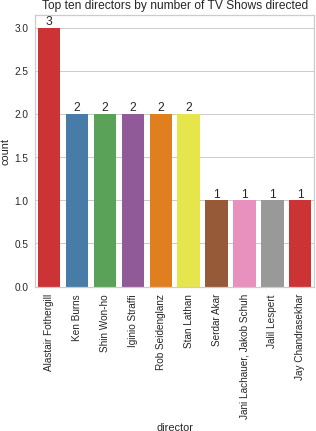 Top ten directors by number of TV Shows directed
3
2 2 2 2 2
1 1 1 1
3.0
2.5
2.0
1.5
1.0
0.5
0.0
count
Alastair Fothergill
Ken Burns
Shin Won-ho
Iginio Straffi
Rob Seidenglanz
Stan Lathan
Serdar Akar
Jani Lachauer, Jakob Schuh
Jalil Lespert
Jay Chandrasekhar
director